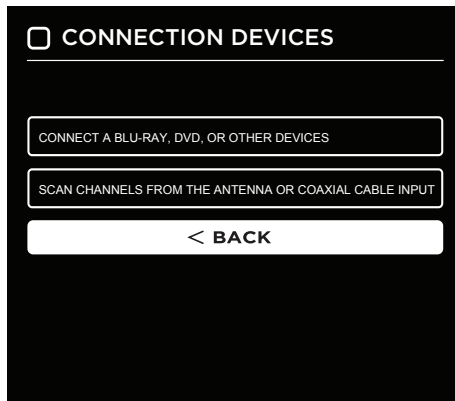 CONNECTION DEVICES
CONNECT A BLU-RAY, DVD, OR OTHER DEVICES
SCAN CHANNELS FROM THE ANTENNA OR COAXIAL CABLE INPUT
< BACK